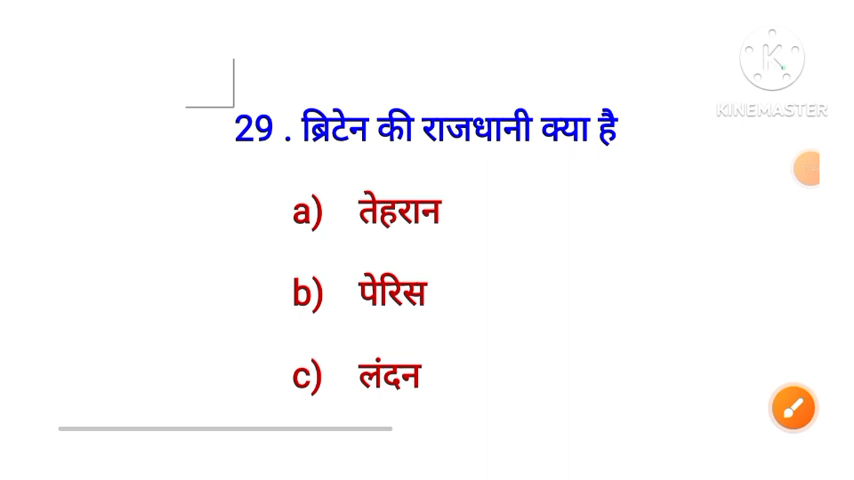 KINEMASTER
29 . ब्रिटेन की राजधानी क्या है
a) तेहरान
b) पेरिस
c) लंदन